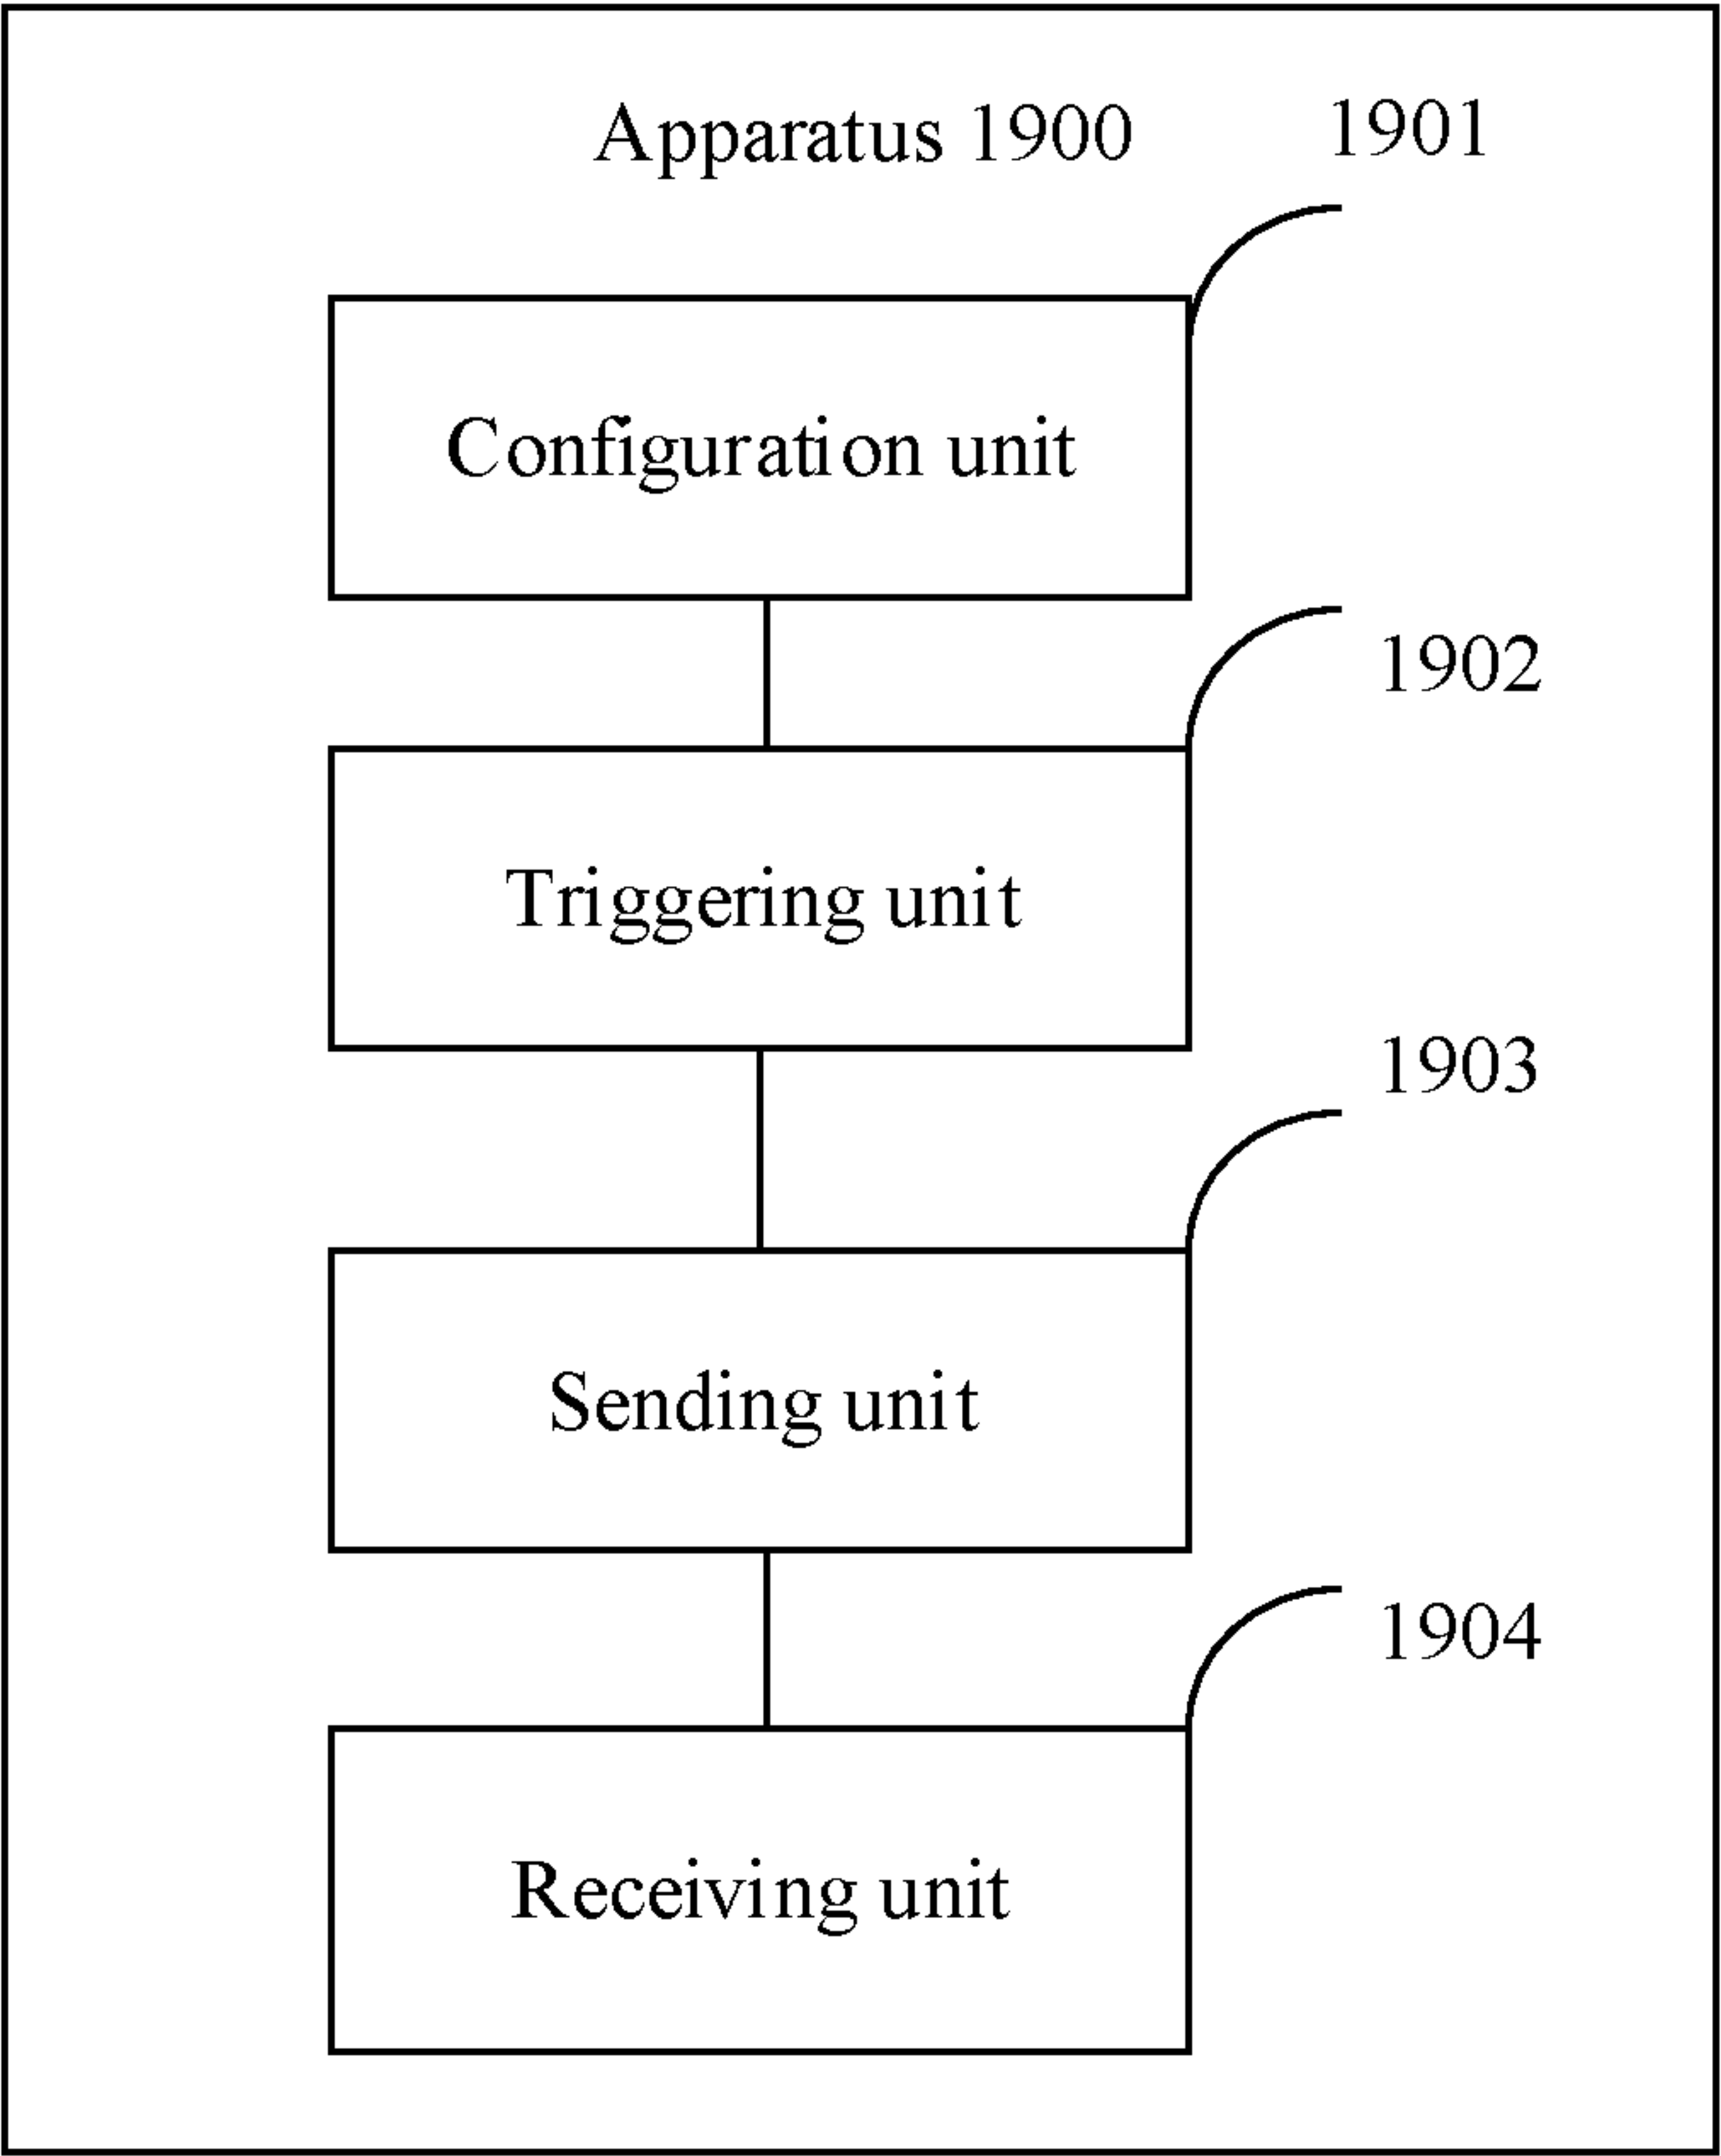 Apparatus 1900
1901
Configuration unit
1902
Triggering unit
1903
Sending unit
1904
Receiving unit